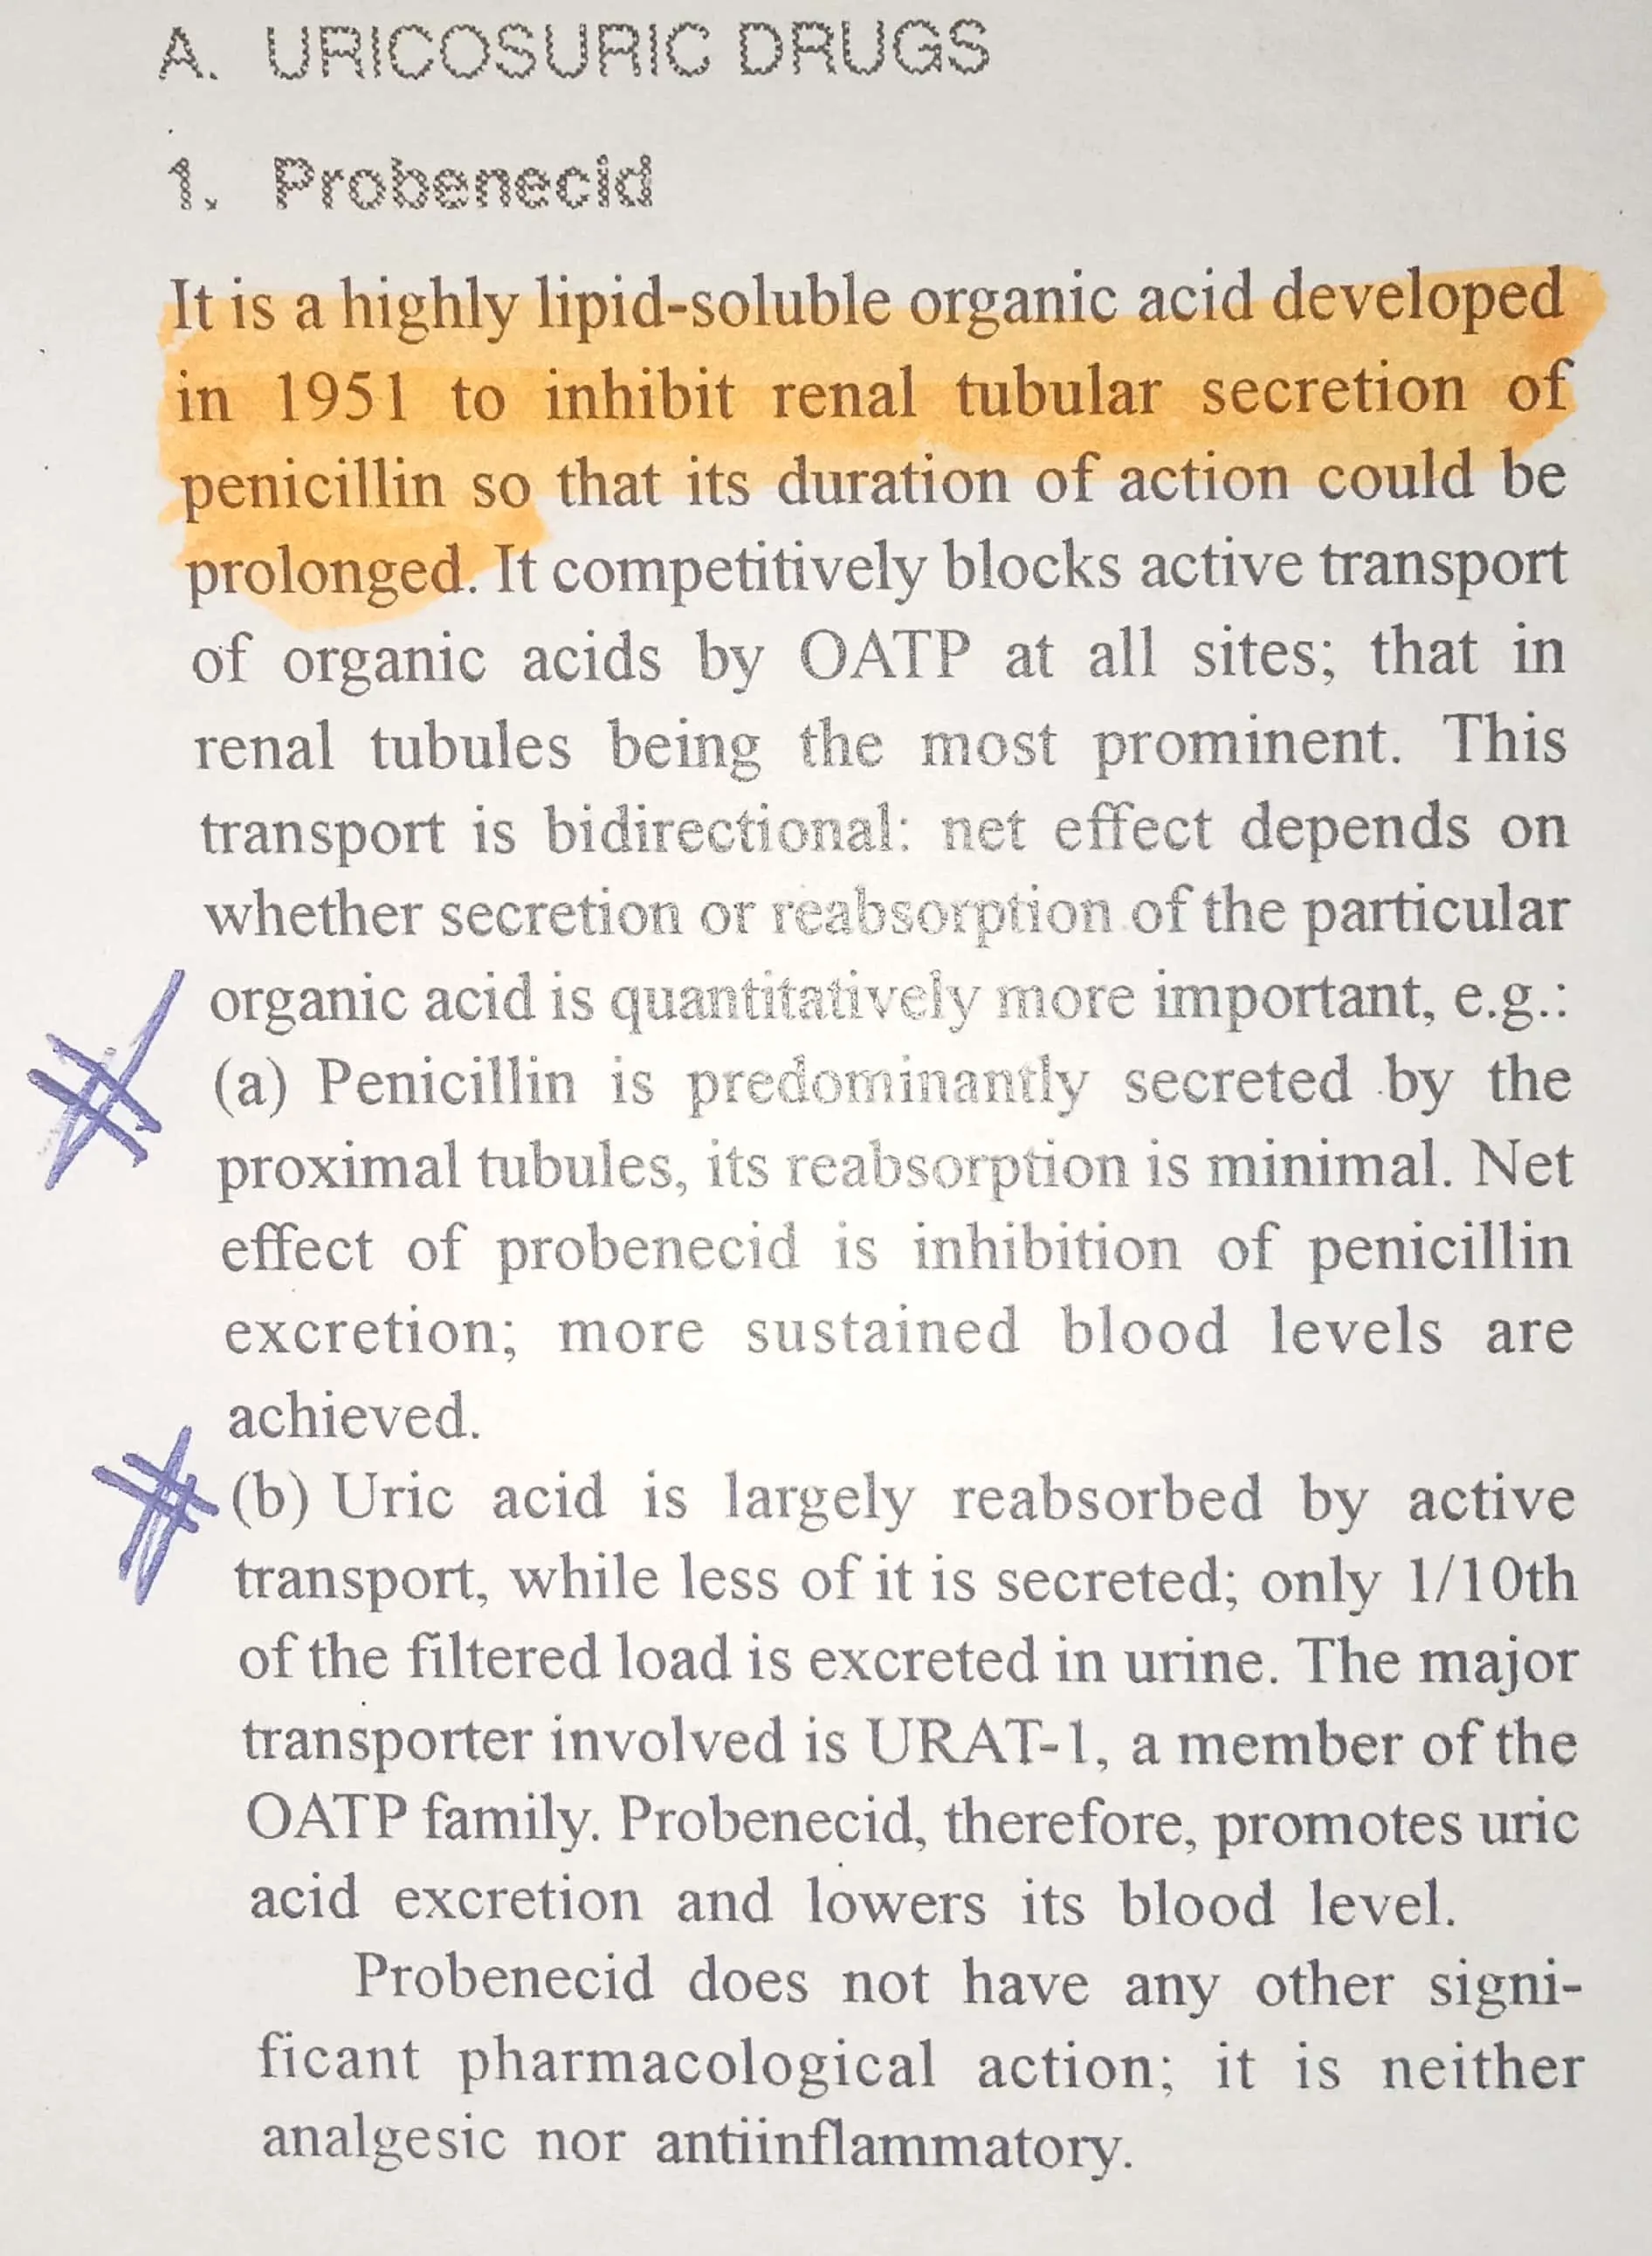 A. URICOSURIC DRUGS
1. Probenecid
It is a highly lipid-soluble organic acid developed
in 1951 to inhibit renal tubular secretion of
penicillin so that its duration of action could be
prolonged. It competitively blocks active transport
of organic acids by OATP at all sites; that in
renal tubules being the most prominent. This
transport is bidirectional: net effect depends on
whether secretion or reabsorption of the particular
organic acid is quantitatively more important, e.g.:
(a) Penicillin is predominantly secreted by the
proximal tubules, its reabsorption is minimal. Net
effect of probenecid is inhibition of penicillin
excretion; more sustained blood levels are
achieved.
(b) Uric acid is largely reabsorbed by active
transport, while less of it is secreted; only 1/10th
of the filtered load is excreted in urine. The major
transporter involved is URAT-1, a member of the
OATP family. Probenecid, therefore, promotes uric
acid excretion and lowers its blood level.
Probenecid does not have any other signi-
ficant pharmacological action; it is neither
analgesic nor antiinflammatory.